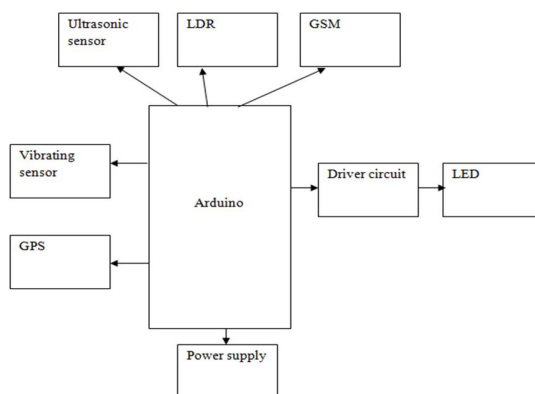 Ultrasonic
sensor
LDR
GSM
Vibrating
sensor
Arduino
Driver circuit
LED
GPS
Power supply